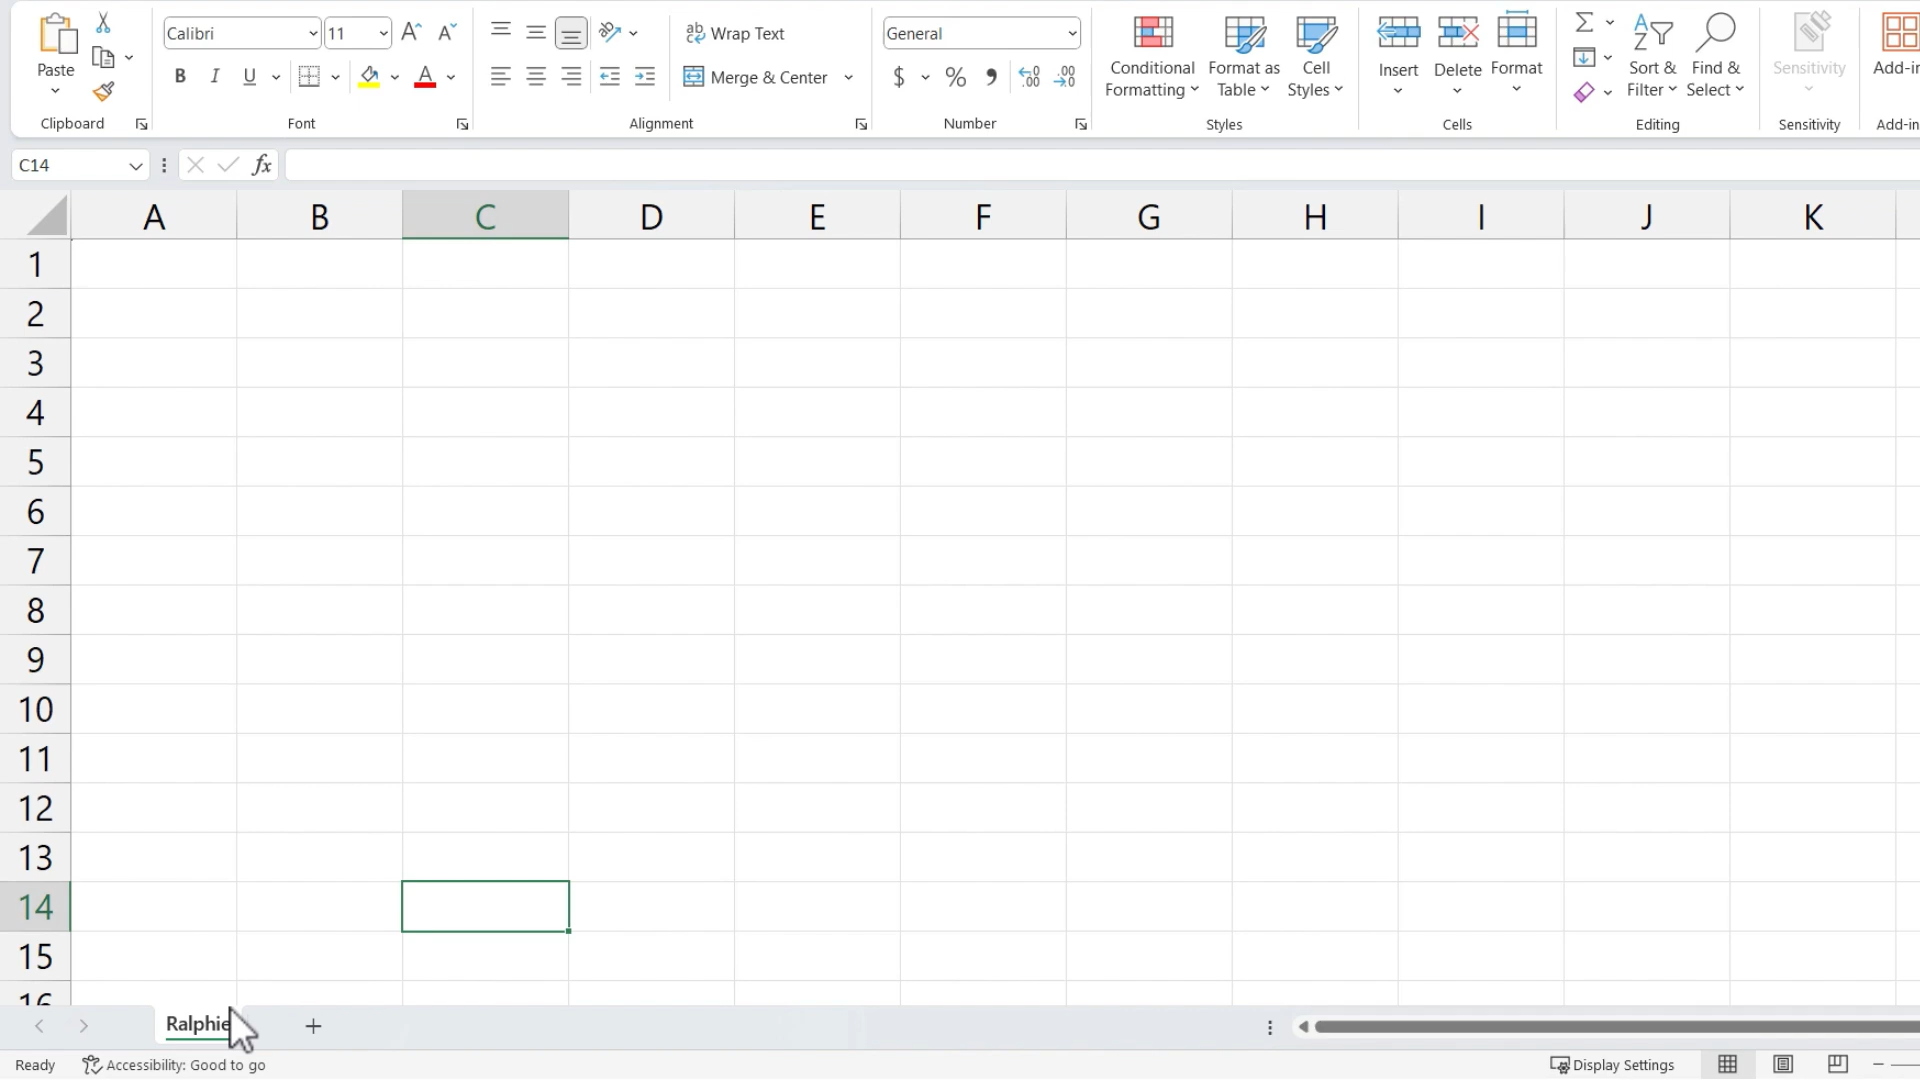 Calibri 11 Wrap Text General
Paste B I U Merge & Center $ % Conditional Formatting Format as Table Cell Styles Insert Delete Format Sort & Filter Find & Select Sensitivity Add-in
Clipboard Font Alignment Number Styles Cells Editing Sensitivity Add-in
C14 fx
A B C D E F G H I J K
1
2
3
4
5
6
7
8
9
10
11
12
13
14
15
16
Ralphie
Ready Accessibility: Good to go Display Settings